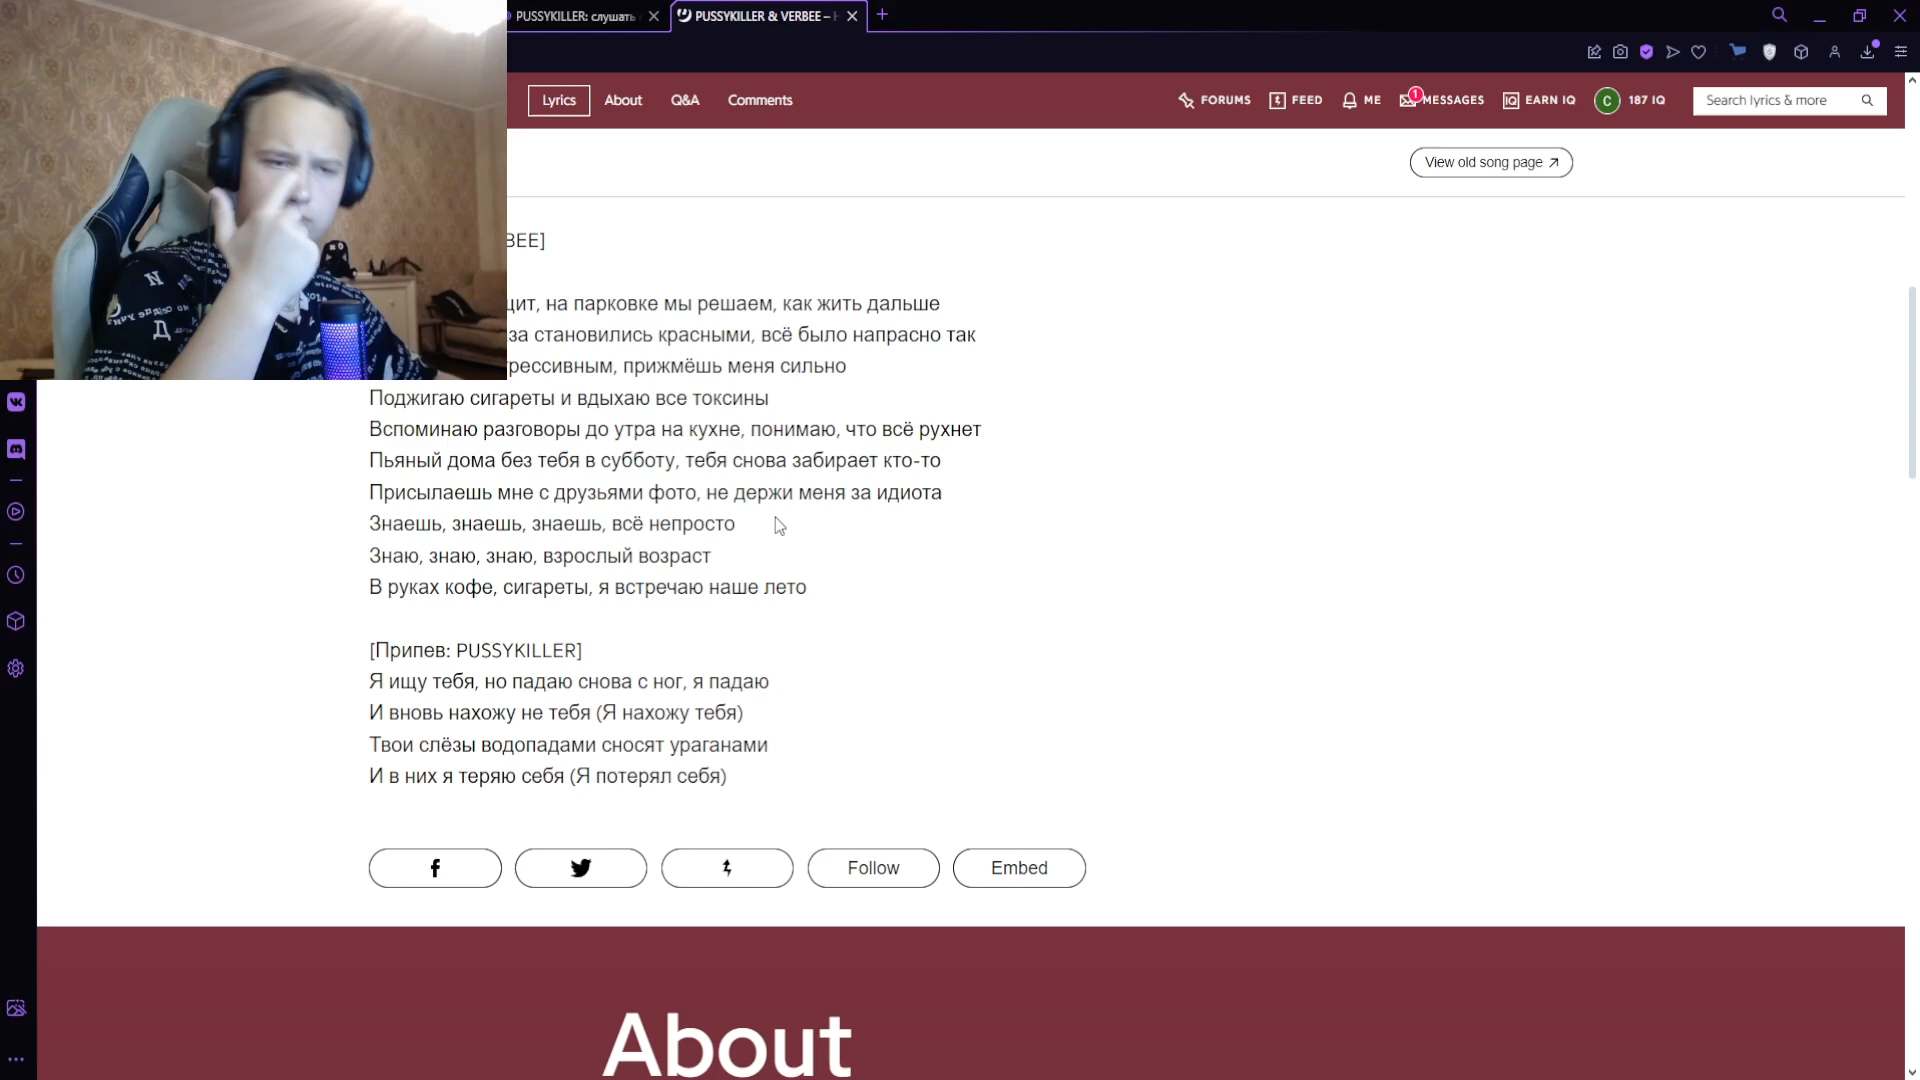 PUSSYKILLER: слушать
PUSSYKILLER & VERBEE –
Lyrics
About
Q&A
Comments
FORUMS
FEED
ME
1
MESSAGES
IQ
EARN IQ
C
187 IQ
Search lyrics & more
View old song page
BEE]
цит, на парковке мы решаем, как жить дальше
за становились красными, всё было напрасно так
грессивным, прижмёшь меня сильно
Поджигаю сигареты и вдыхаю все токсины
Вспоминаю разговоры до утра на кухне, понимаю, что всё рухнет
Пьяный дома без тебя в субботу, тебя снова забирает кто-то
Присылаешь мне с друзьями фото, не держи меня за идиота
Знаешь, знаешь, знаешь, всё непросто
Знаю, знаю, знаю, взрослый возраст
В руках кофе, сигареты, я встречаю наше лето
[Припев: PUSSYKILLER]
Я ищу тебя, но падаю снова с ног, я падаю
И вновь нахожу не тебя (Я нахожу тебя)
Твои слёзы водопадами сносят ураганами
И в них я теряю себя (Я потерял себя)
Follow
Embed
About
N
Д